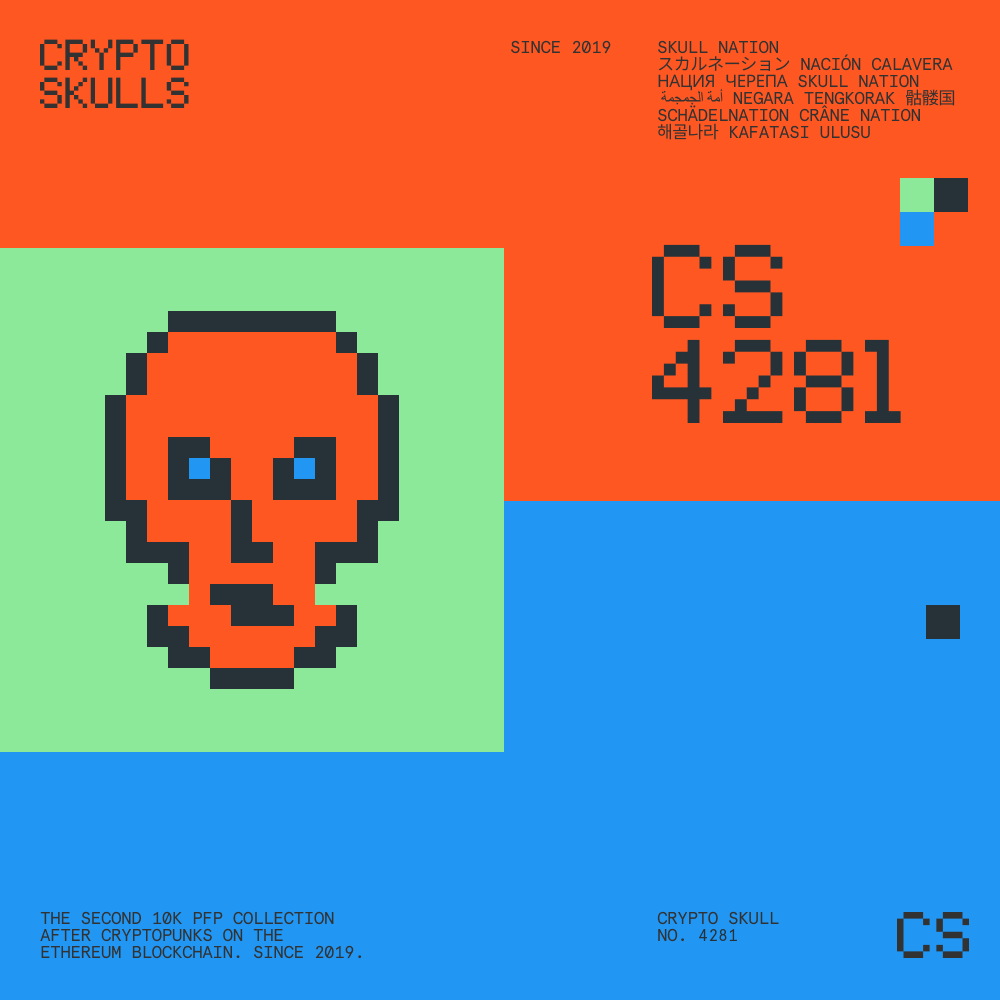 CRYPTO
SKULLS
SINCE 2019
SKULL NATION
スカルネーション NACIÓN CALAVERA
НАЦИЯ ЧЕРЕПА SKULL NATION
أمة الجمجمة NEGARA TENGKORAK 骷髅国
SCHÄDELNATION CRÂNE NATION
해골나라 KAFATASI ULUSU
CS
4281
THE SECOND 10K PFP COLLECTION
AFTER CRYPTOPUNKS ON THE
ETHEREUM BLOCKCHAIN. SINCE 2019.
CRYPTO SKULL
NO. 4281
CS